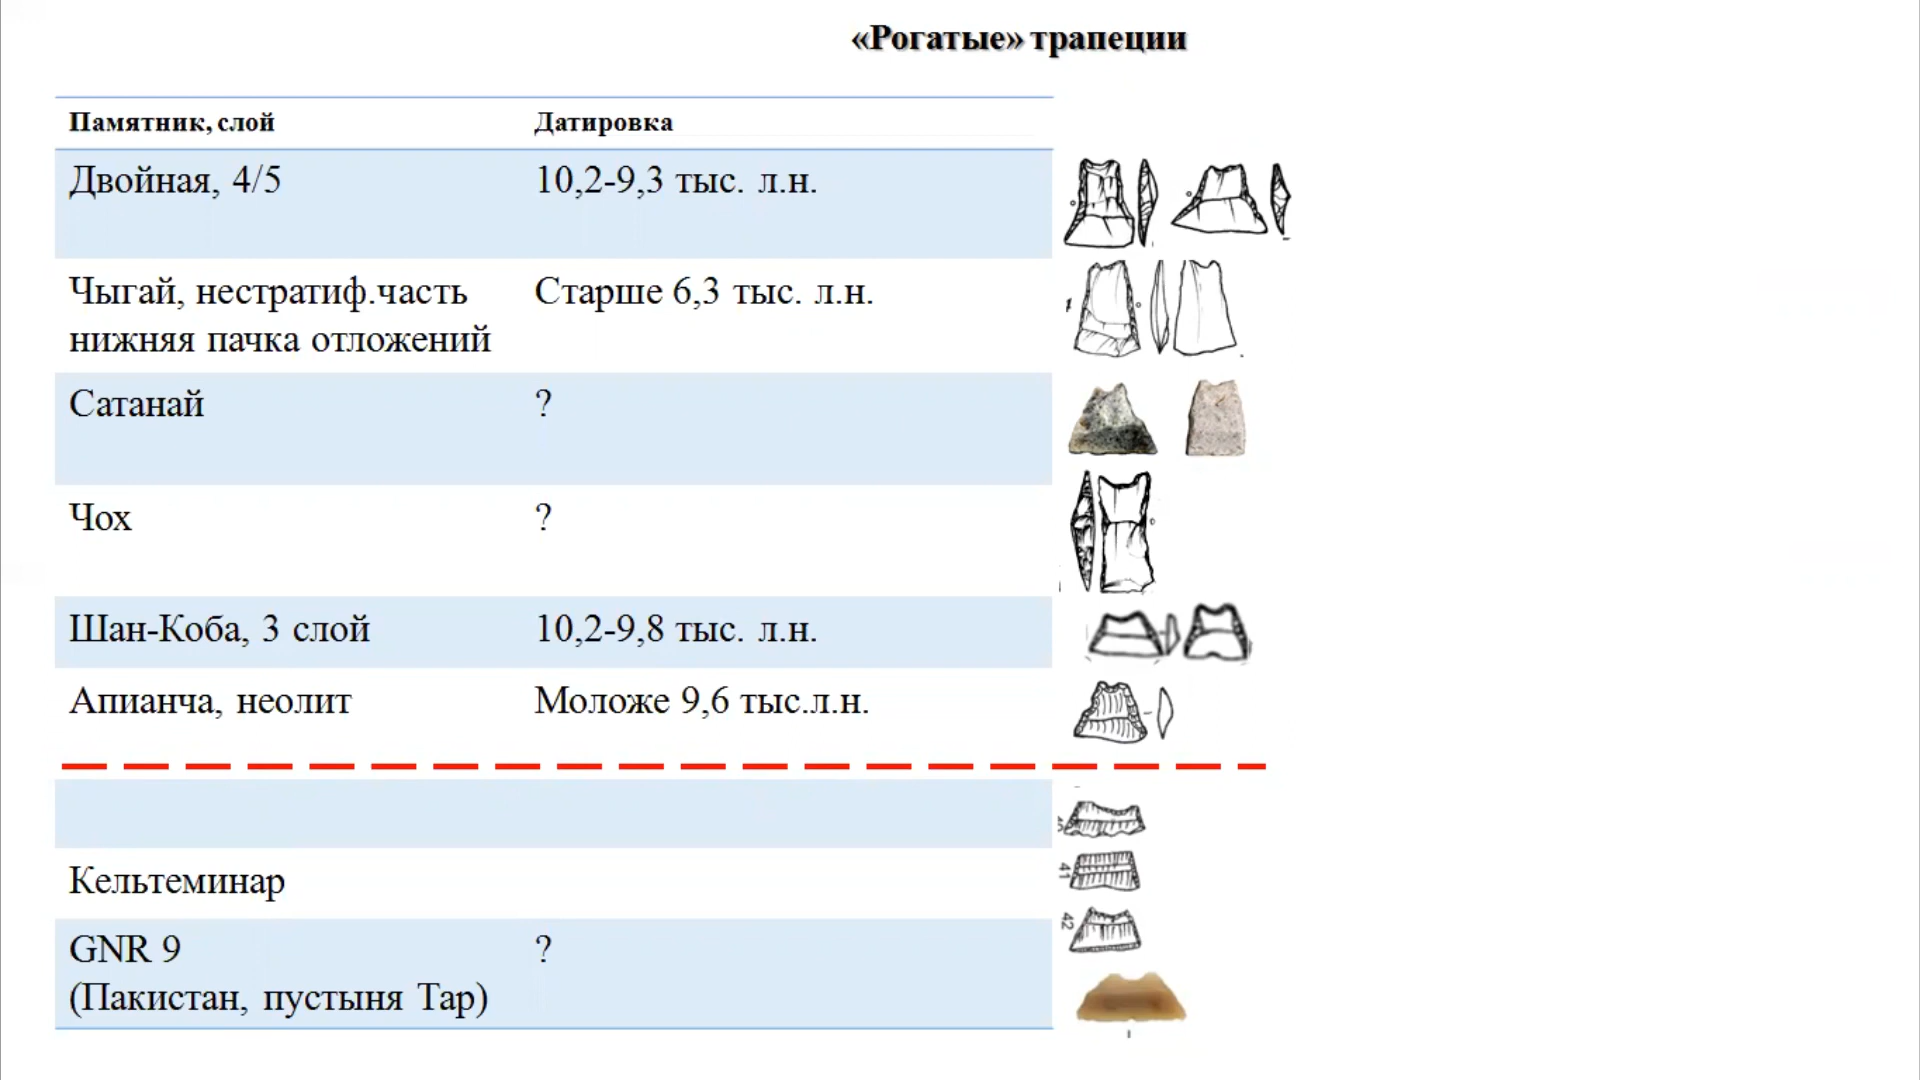 «Рогатые» трапеции
Памятник, слой Датировка
Двойная, 4/5 10,2-9,3 тыс. л.н.
Чыгай, нестратиф.часть Старше 6,3 тыс. л.н.
нижняя пачка отложений
Сатанай ?
Чох ?
Шан-Коба, 3 слой 10,2-9,8 тыс. л.н.
Апианча, неолит Моложе 9,6 тыс.л.н.
41
Кельтеминар
42
GNR 9 ?
(Пакистан, пустыня Тар)